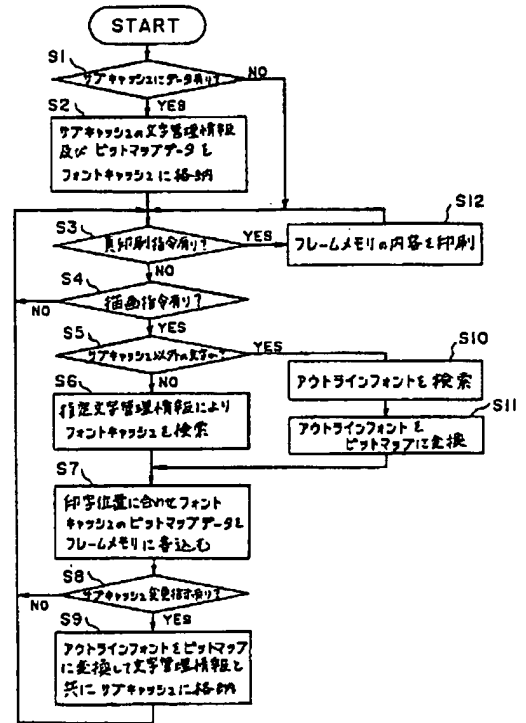 START
S1
サブキャッシュにデータ有り?
NO
YES
S2
サブキャッシュの文字管理情報
及びビットマップデータを
フォントキャッシュに格納
S3
頁印刷指令有り?
YES
S12
フレームメモリの内容を印刷
NO
S4
描画指令有り?
NO
YES
S5
サブキャッシュ以外の文字か?
YES
S10
アウトラインフォントを検索
NO
S6
指定文字管理情報により
フォントキャッシュを検索
S11
アウトラインフォントを
ビットマップに変換
S7
印字位置に合わせフォント
キャッシュのビットマップデータを
フレームメモリに書込む
S8
サブキャッシュ変更指示有り?
NO
YES
S9
アウトラインフォントをビットマップ
に変換して文字管理情報と
共にサブキャッシュに格納